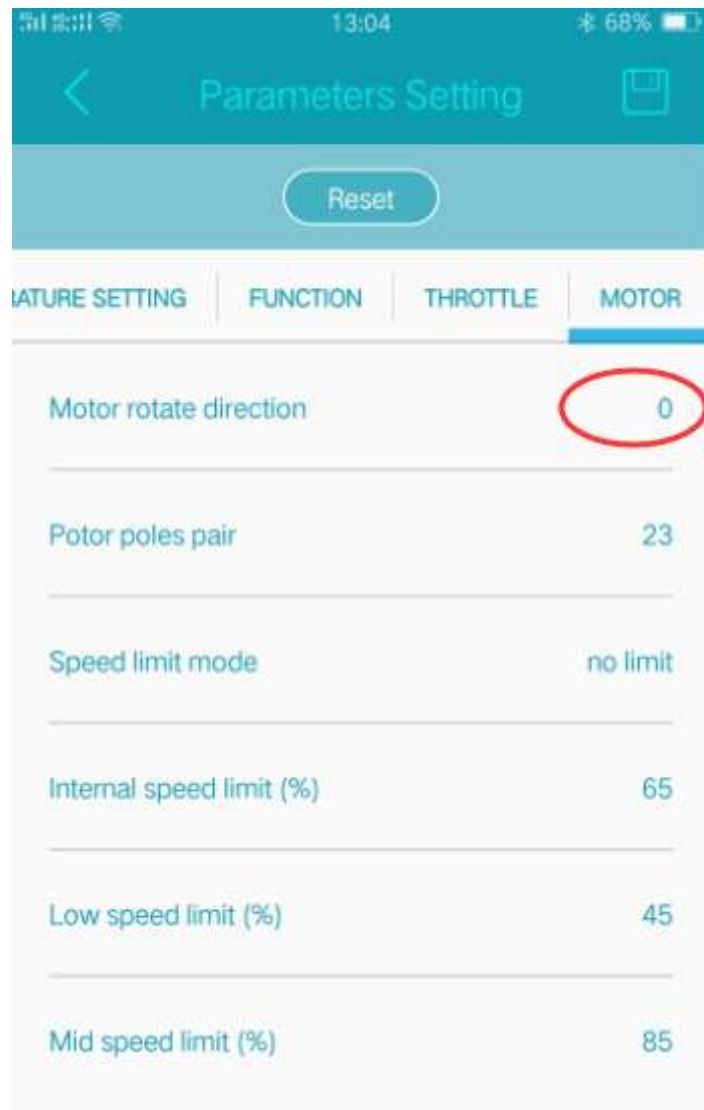 13:04 68%
Parameters Setting
Reset
RATURE SETTING FUNCTION THROTTLE MOTOR
Motor rotate direction 0
Potor poles pair 23
Speed limit mode no limit
Internal speed limit (%) 65
Low speed limit (%) 45
Mid speed limit (%) 85